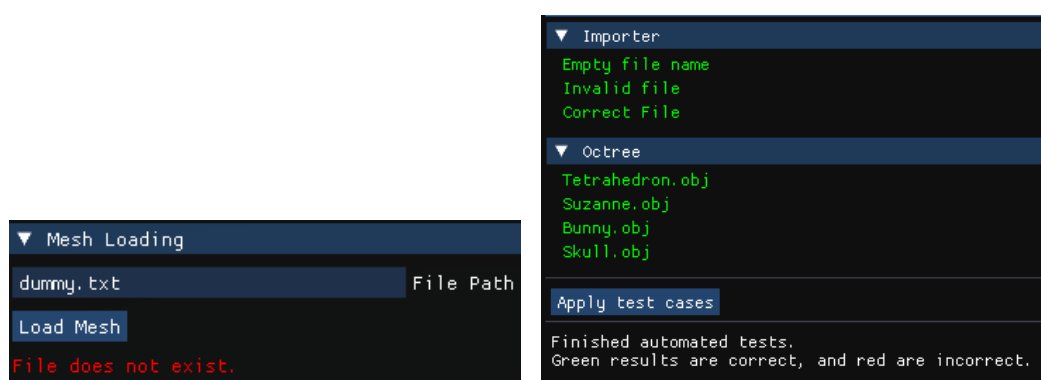 Mesh Loading
dummy.txt File Path
Load Mesh
File does not exist.
Importer
Empty file name
Invalid file
Correct File
Octree
Tetrahedron.obj
Suzanne.obj
Bunny.obj
Skull.obj
Apply test cases
Finished automated tests.
Green results are correct, and red are incorrect.